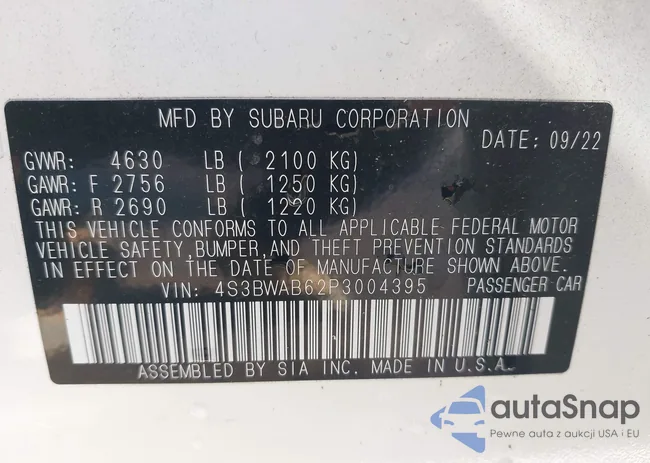 MFD BY SUBARU CORPORATION
DATE: 09/22
GVWR: 4630 LB ( 2100 KG)
GAWR: F 2756 LB ( 1250 KG)
GAWR: R 2690 LB ( 1220 KG)
THIS VEHICLE CONFORMS TO ALL APPLICABLE FEDERAL MOTOR
VEHICLE SAFETY, BUMPER, AND THEFT PREVENTION STANDARDS
IN EFFECT ON THE DATE OF MANUFACTURE SHOWN ABOVE.
VIN: 4S3BWAB62P3004395 PASSENGER CAR
ASSEMBLED BY SIA INC. MADE IN U.S.A.
autaSnap
Pewne auta z aukcji USA i EU